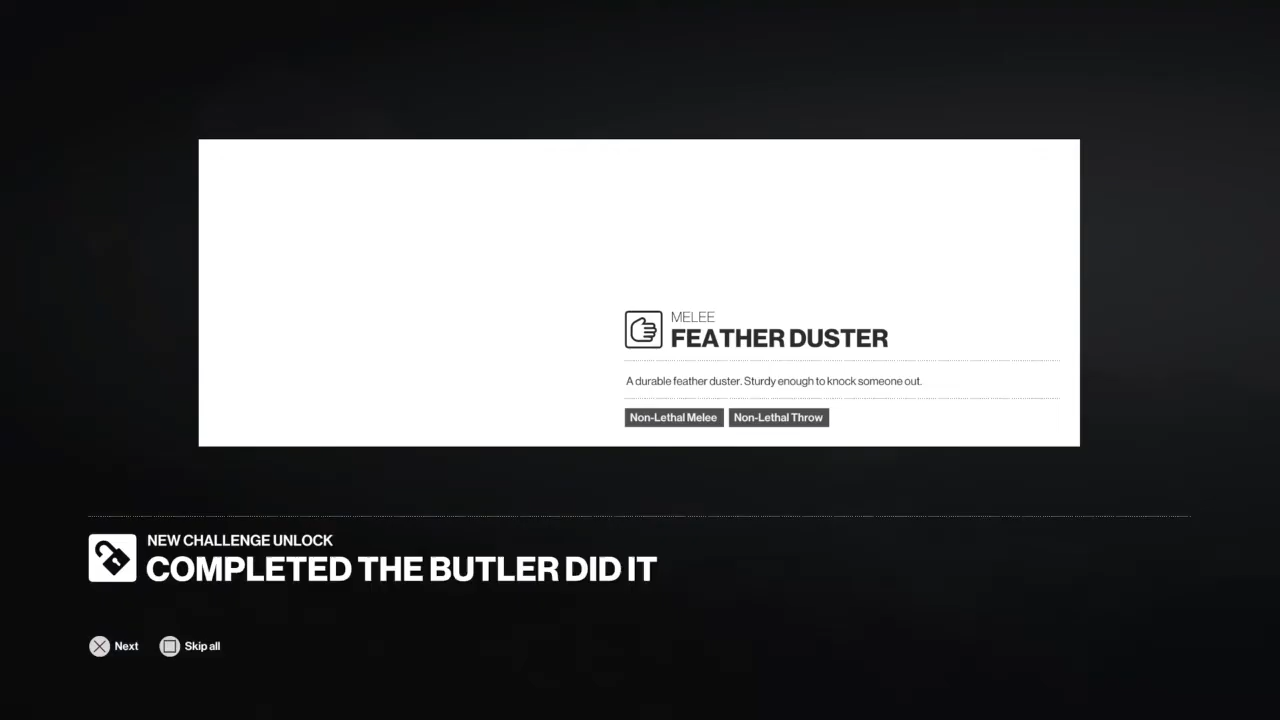 MELEE
FEATHER DUSTER
A durable feather duster. Sturdy enough to knock someone out.
Non-Lethal Melee Non-Lethal Throw
NEW CHALLENGE UNLOCK
COMPLETED THE BUTLER DID IT
Next Skip all